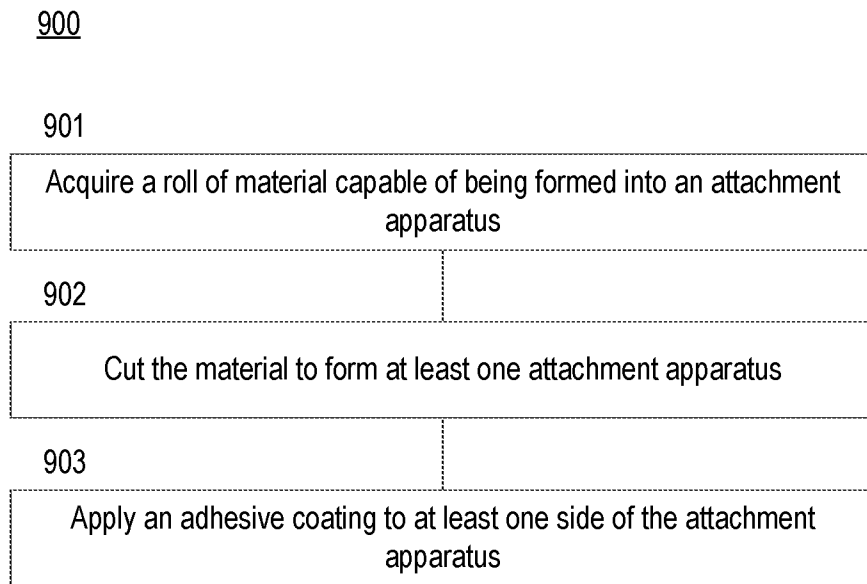 900
901
Acquire a roll of material capable of being formed into an attachment
apparatus
902
Cut the material to form at least one attachment apparatus
903
Apply an adhesive coating to at least one side of the attachment
apparatus